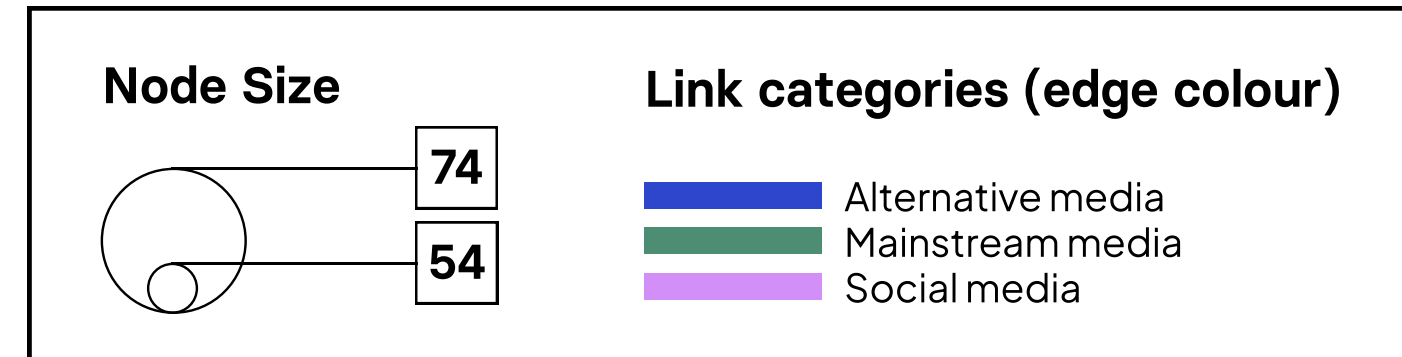 Node Size
74
54
Link categories (edge colour)
Alternative media
Mainstream media
Social media